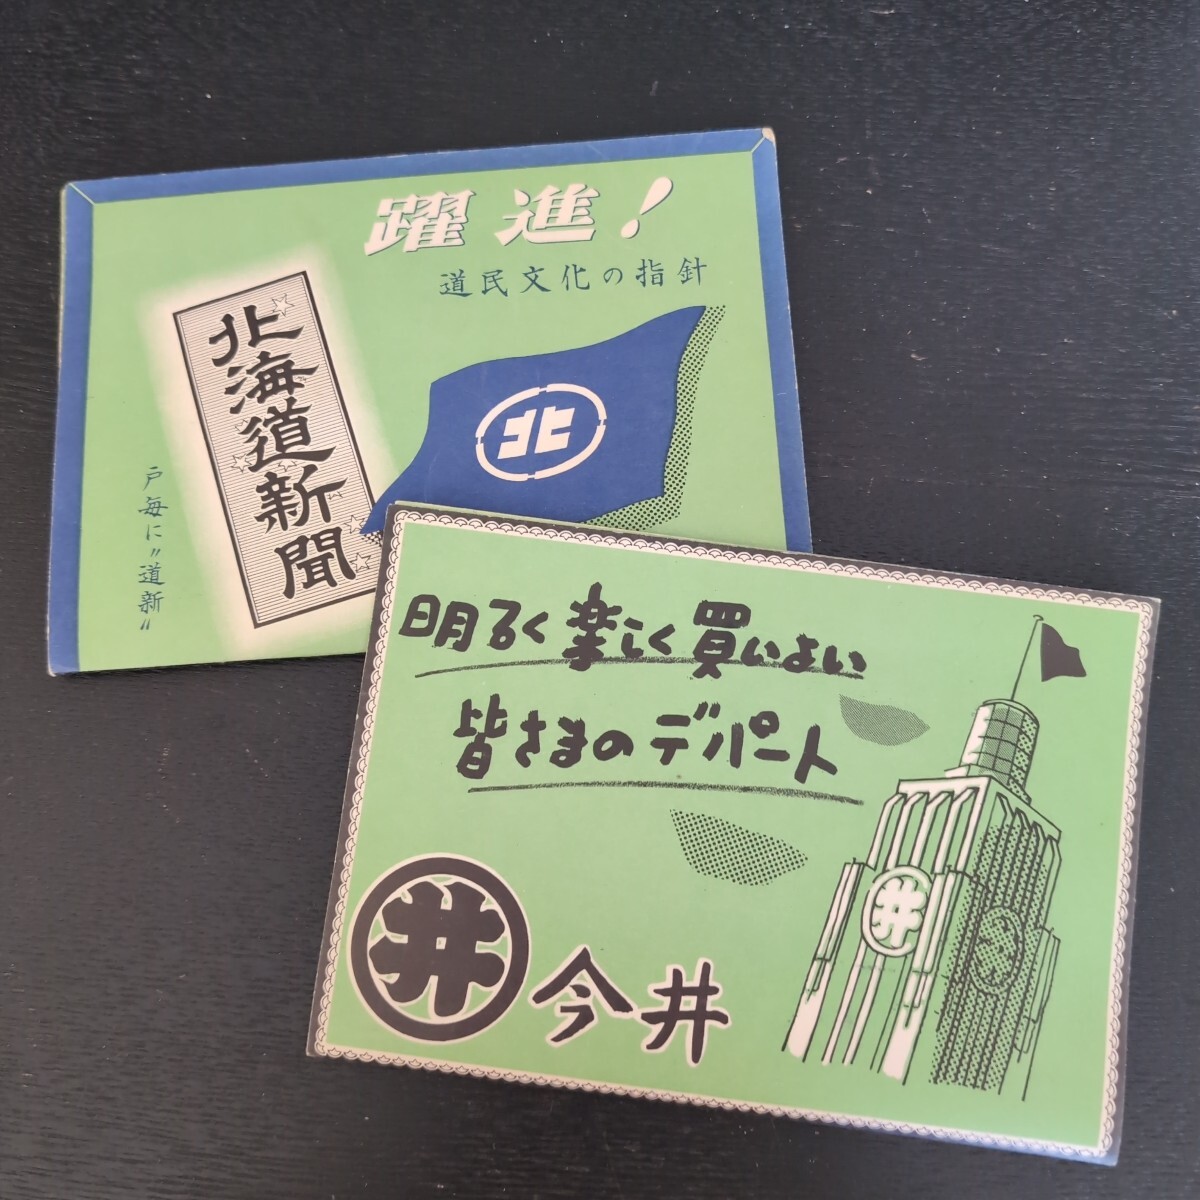 躍進!
道民文化の指針
北海道新聞
北
戸毎に〃道新〃
明るく楽しく買いよい
皆さまのデパート
井
今井
井